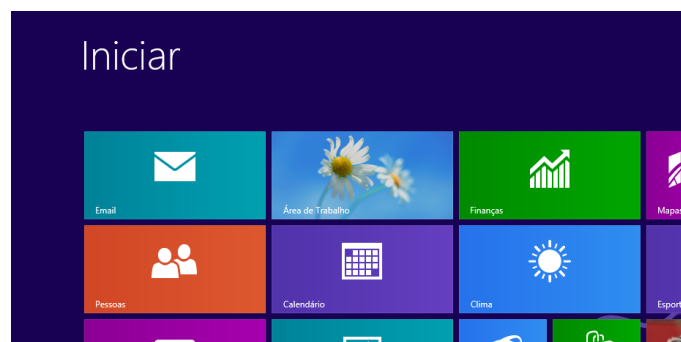 Iniciar
Email
Área de Trabalho
Finanças
Mapas
Pessoas
Calendário
Clima
Esport